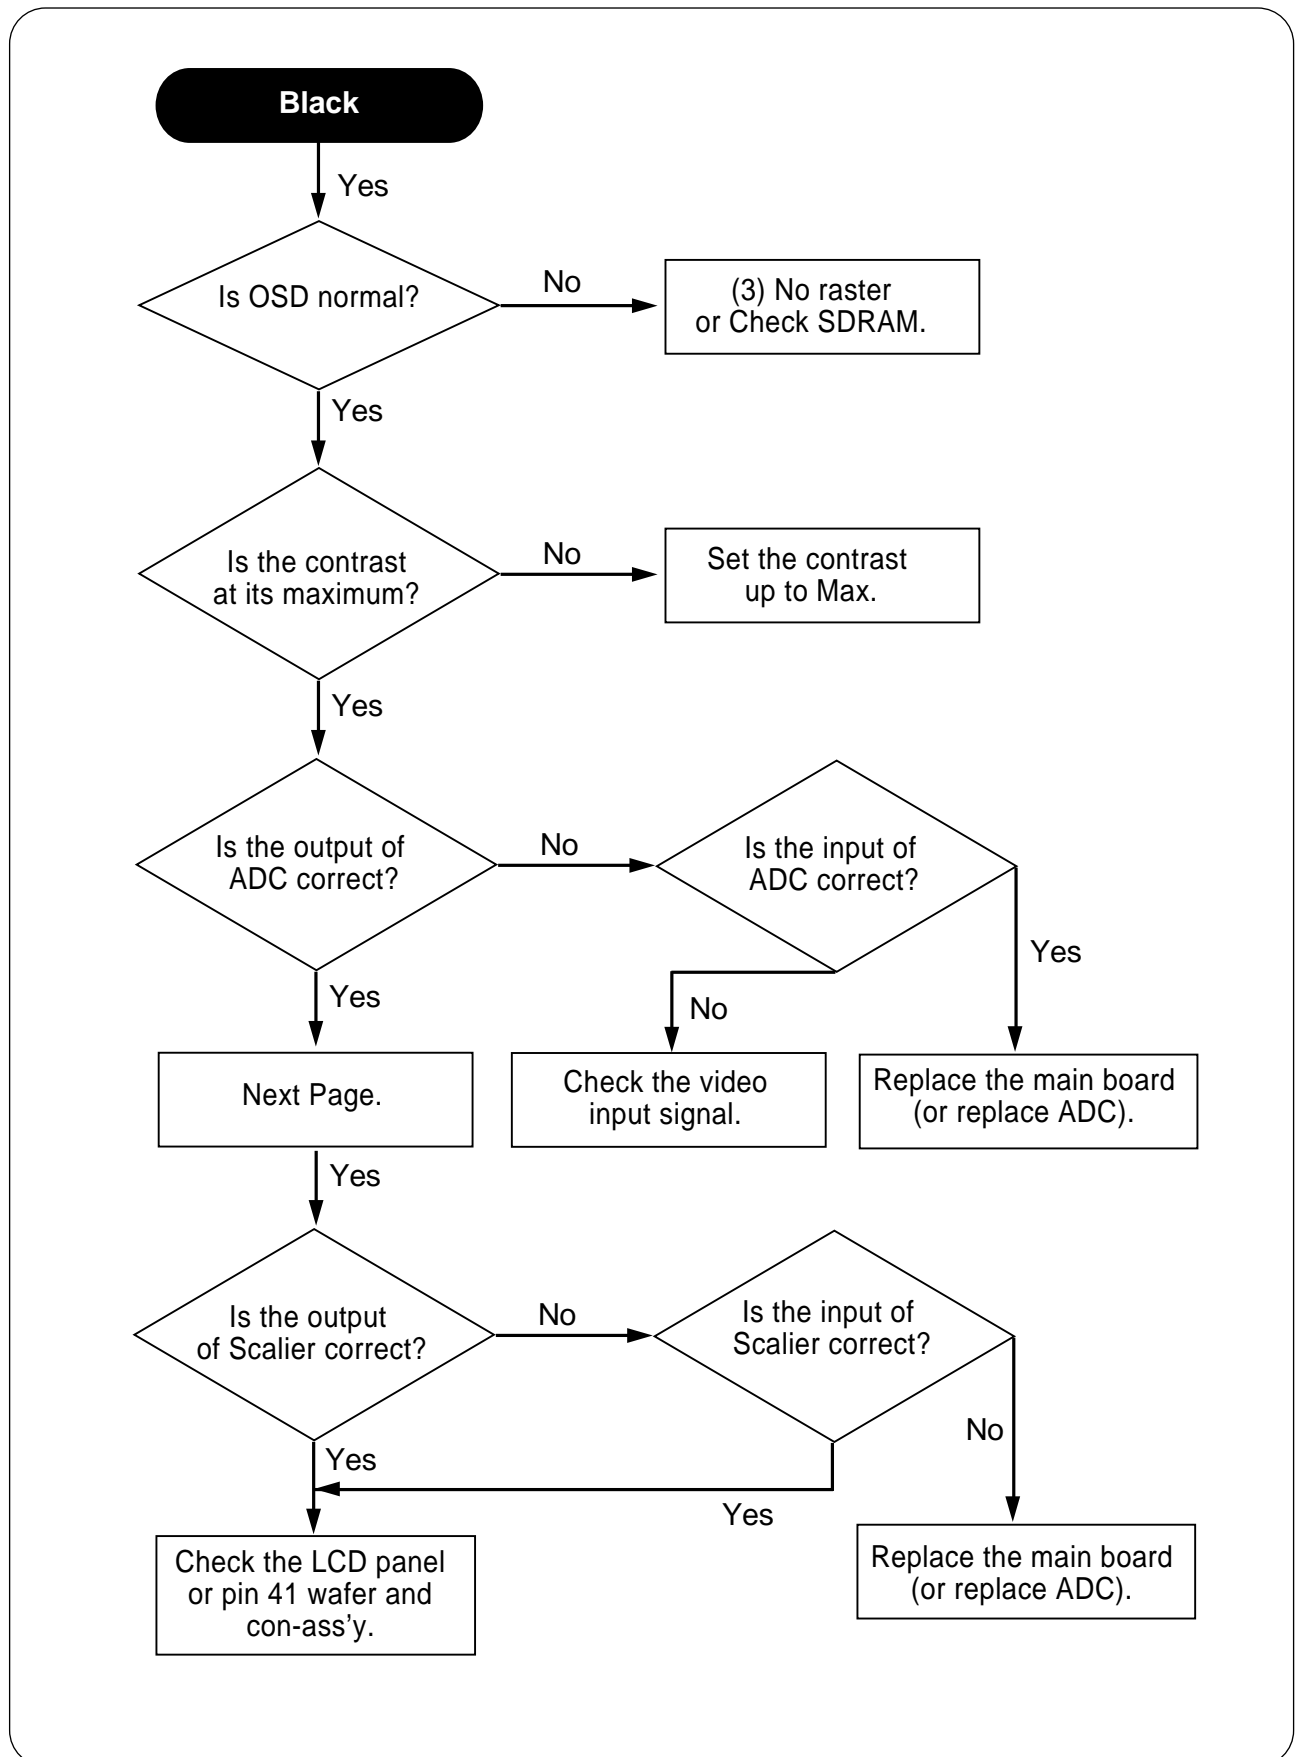 Black
Yes
Is OSD normal?
No
(3) No raster
or Check SDRAM.
Yes
Is the contrast
at its maximum?
No
Set the contrast
up to Max.
Yes
Is the output of
ADC correct?
No
Is the input of
ADC correct?
Yes
No
Yes
Next Page.
Check the video
input signal.
Replace the main board
(or replace ADC).
Yes
Is the output
of Scalier correct?
No
Is the input of
Scalier correct?
No
Yes
Yes
Check the LCD panel
or pin 41 wafer and
con-ass'y.
Replace the main board
(or replace ADC).